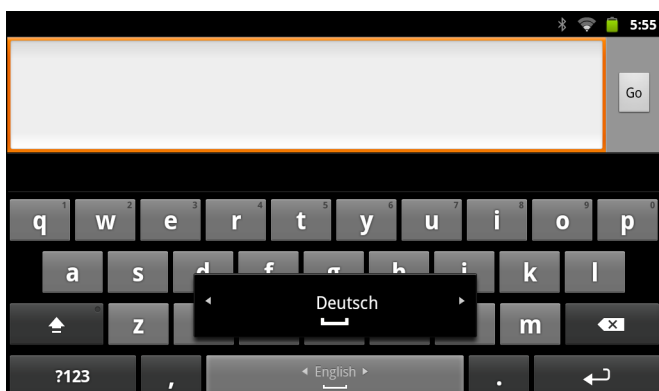 5:55
Go
1 2 3 4 5 6 7 8 9 0
q w e r t y u i o p
a s d f g h j k l
Deutsch
z m
?123 , English .